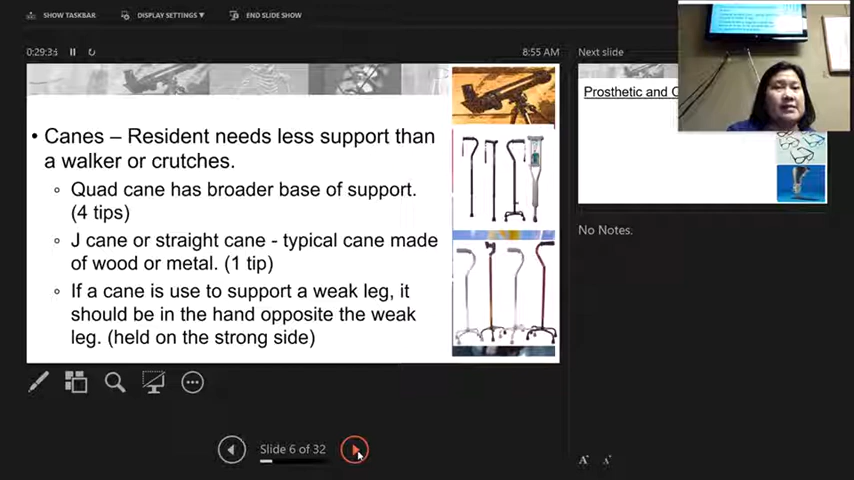 SHOW TASKBAR
DISPLAY SETTINGS ▼
END SLIDE SHOW
8:55 AM
Next slide
• Canes – Resident needs less support than
a walker or crutches.
Quad cane has broader base of support.
(4 tips)
J cane or straight cane - typical cane made
of wood or metal. (1 tip)
If a cane is use to support a weak leg, it
should be in the hand opposite the weak
leg. (held on the strong side)
Prosthetic and
No Notes.
Slide 6 of 32